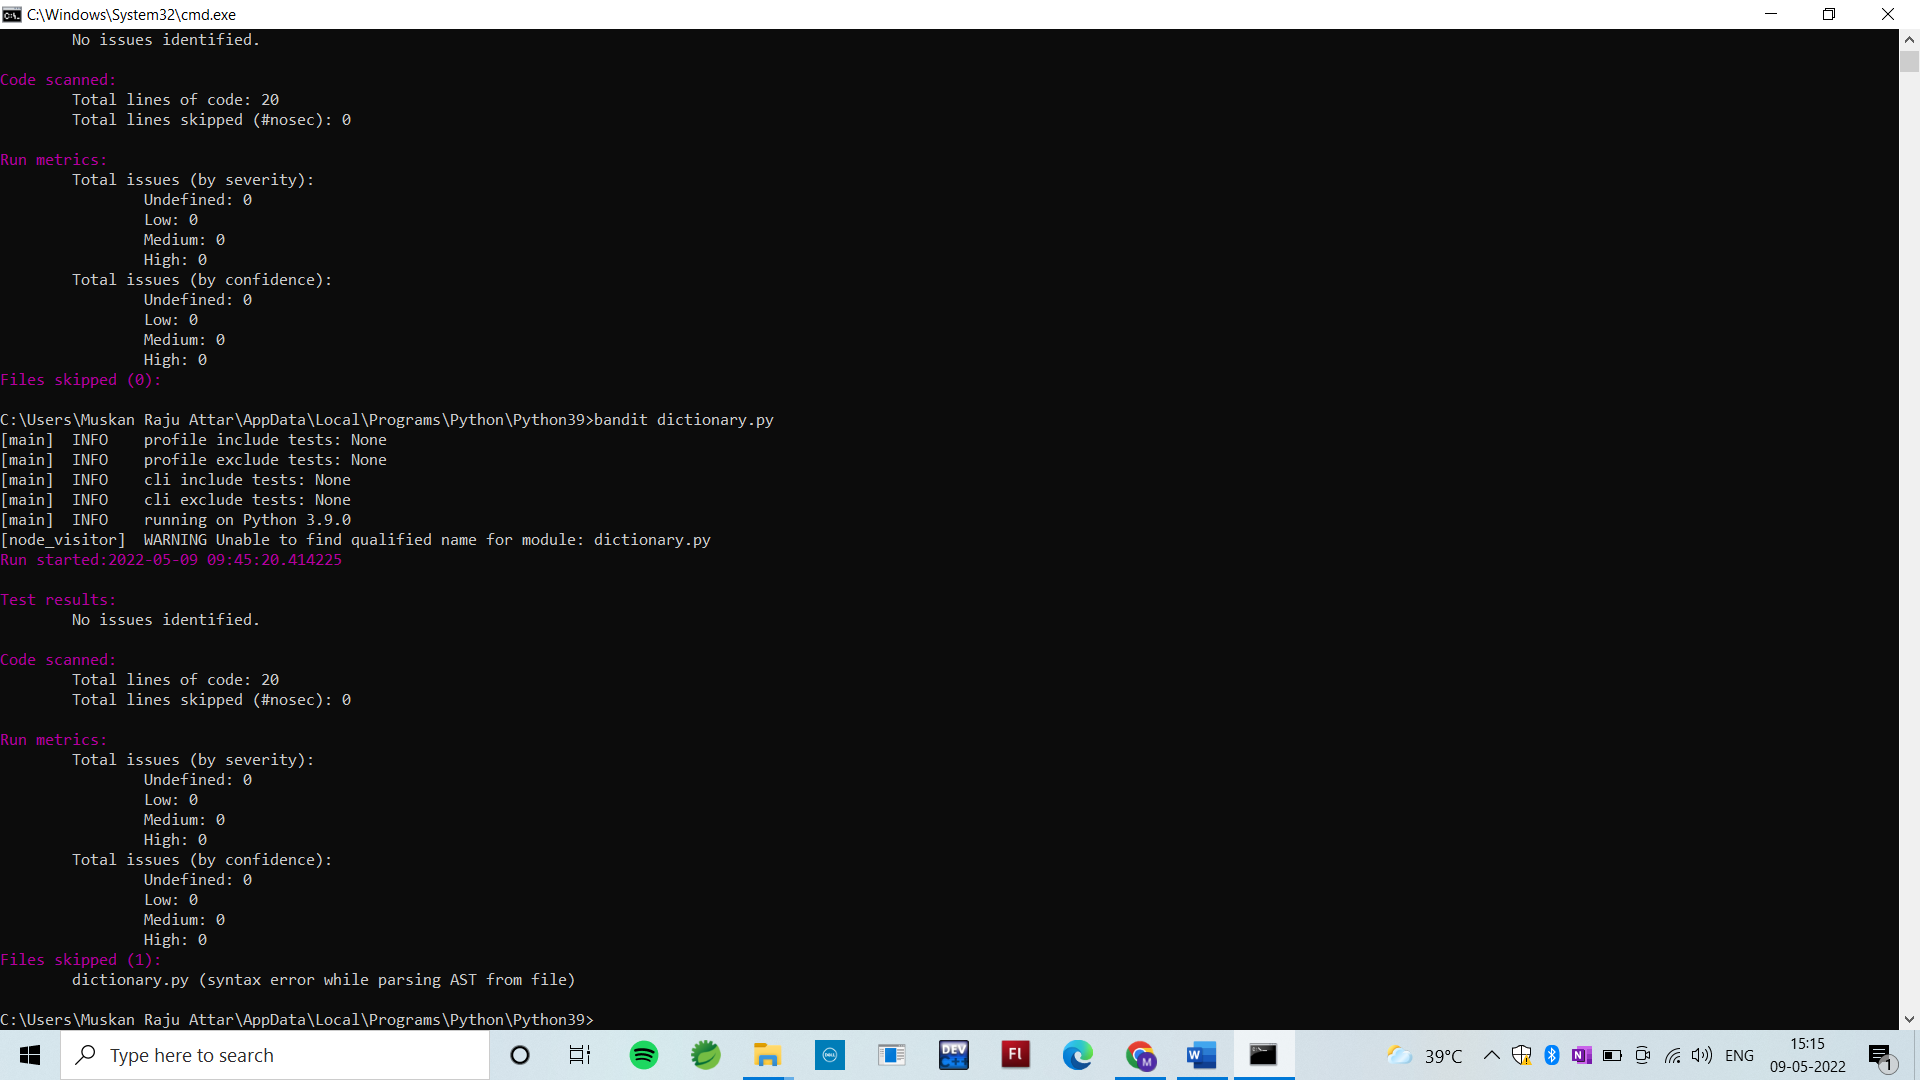 C:\Windows\System32\cmd.exe
No issues identified.
Code scanned:
Total lines of code: 20
Total lines skipped (#nosec): 0
Run metrics:
Total issues (by severity):
Undefined: 0
Low: 0
Medium: 0
High: 0
Total issues (by confidence):
Undefined: 0
Low: 0
Medium: 0
High: 0
Files skipped (0):
C:\Users\Muskan Raju Attar\AppData\Local\Programs\Python\Python39>bandit dictionary.py
[main]  INFO    profile include tests: None
[main]  INFO    profile exclude tests: None
[main]  INFO    cli include tests: None
[main]  INFO    cli exclude tests: None
[main]  INFO    running on Python 3.9.0
[node_visitor]  WARNING Unable to find qualified name for module: dictionary.py
Run started:2022-05-09 09:45:20.414225
Test results:
No issues identified.
Code scanned:
Total lines of code: 20
Total lines skipped (#nosec): 0
Run metrics:
Total issues (by severity):
Undefined: 0
Low: 0
Medium: 0
High: 0
Total issues (by confidence):
Undefined: 0
Low: 0
Medium: 0
High: 0
Files skipped (1):
dictionary.py (syntax error while parsing AST from file)
C:\Users\Muskan Raju Attar\AppData\Local\Programs\Python\Python39>
Type here to search
DELL
DEV C++
Fl
M
W
39°C
N
ENG
15:15
09-05-2022
1